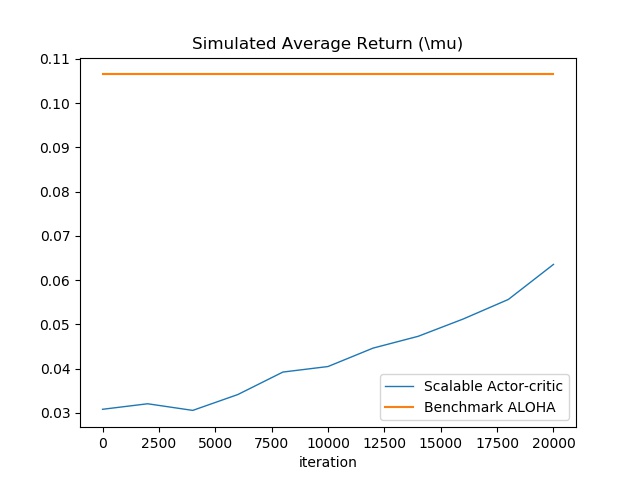 Simulated Average Return (\mu)
0.11
0.10
0.09
0.08
0.07
0.06
0.05
0.04
0.03
Scalable Actor-critic
Benchmark ALOHA
0 2500 5000 7500 10000 12500 15000 17500 20000
iteration